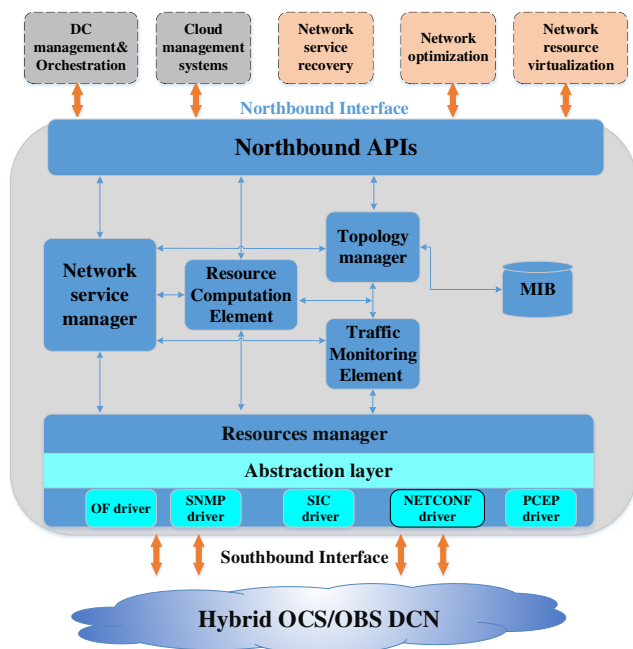 DC
management&
Orchestration
Cloud
management
systems
Network
service
recovery
Network
optimization
Network
resource
virtualization
Northbound Interface
Northbound APIs
Network
service
manager
Resource
Computation
Element
Topology
manager
MIB
Traffic
Monitoring
Element
Resources manager
Abstraction layer
OF driver
SNMP
driver
SIC
driver
NETCONF
driver
PCEP
driver
Southbound Interface
Hybrid OCS/OBS DCN